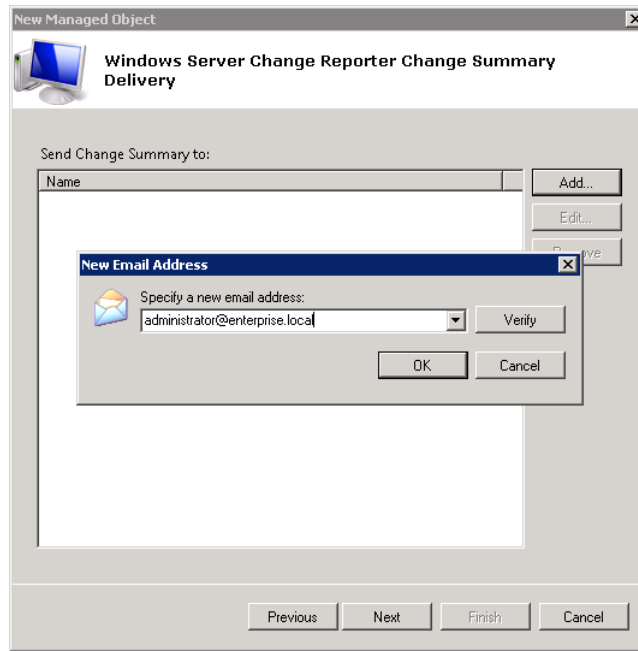 New Managed Object
Windows Server Change Reporter Change Summary
Delivery
Send Change Summary to:
Name
Add...
Edit...
New Email Address
Specify a new email address:
administrator@enterprise.local
Verify
OK
Cancel
Previous
Next
Finish
Cancel